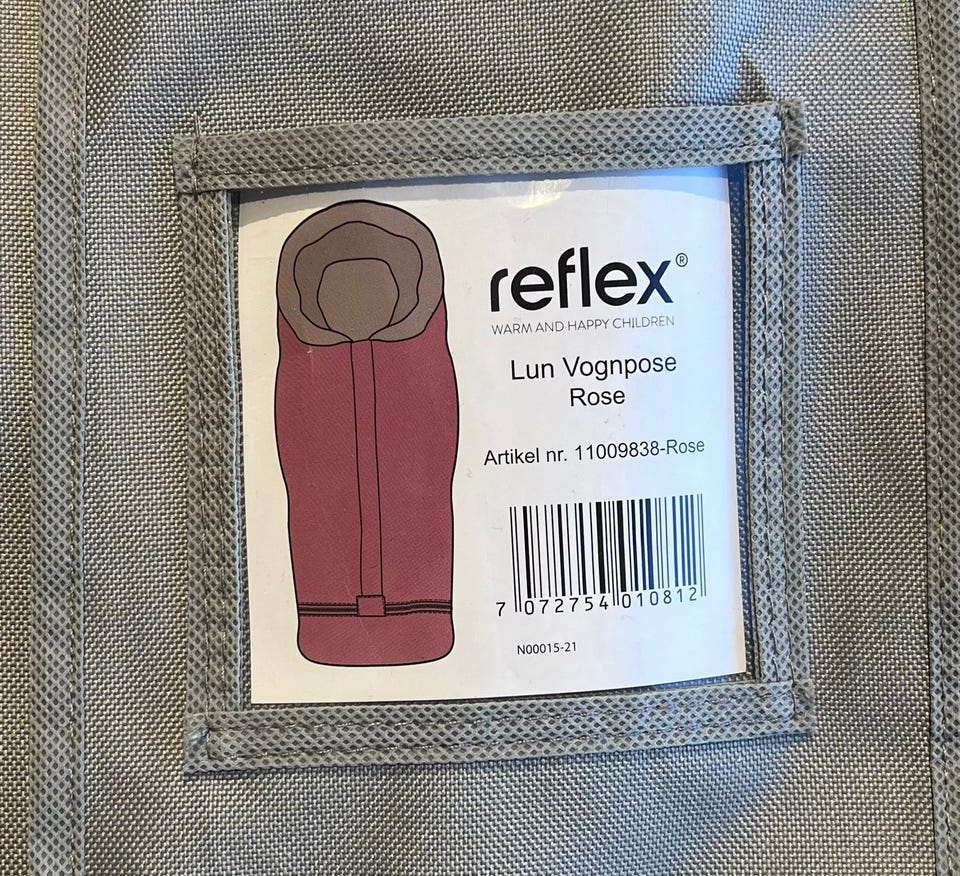 reflex®
WARM AND HAPPY CHILDREN
Lun Vognpose
Rose
Artikel nr. 11009838-Rose
7 072754 010812
N00015-21